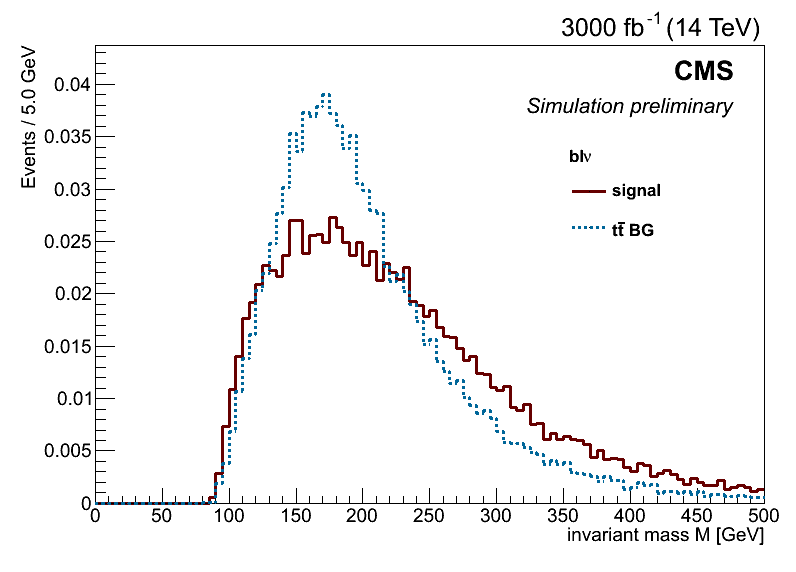 3000 fb⁻¹ (14 TeV)
CMS
Simulation preliminary
blν
signal
tt̄ BG
Events / 5.0 GeV
0.04
0.035
0.03
0.025
0.02
0.015
0.01
0.005
0
0 50 100 150 200 250 300 350 400 450 500
invariant mass M [GeV]